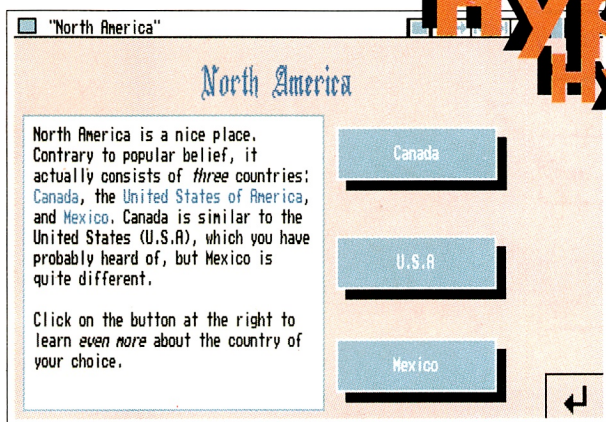 "North America"
North America
North America is a nice place.
Contrary to popular belief, it
actually consists of three countries:
Canada, the United States of America,
and Mexico. Canada is similar to the
United States (U.S.A), which you have
probably heard of, but Mexico is
quite different.
Click on the button at the right to
learn even more about the country of
your choice.
Canada
U.S.A
Mexico